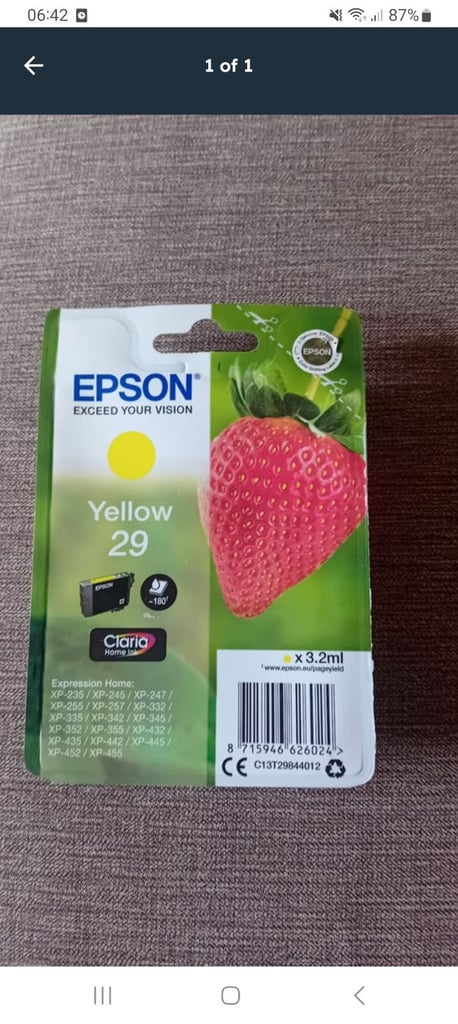 06:42
87%
1 of 1
EPSON®
EXCEED YOUR VISION
EPSON
Yellow
29
EPSON
~180¹
Claria
Home Ink
x 3.2ml
¹www.epson.eu/pageyield
Expression Home:
XP-235 / XP-245 / XP-247 /
XP-255 / XP-257 / XP-332 /
XP-335 / XP-342 / XP-345 /
XP-352 / XP-355 / XP-432 /
XP-435 / XP-442 / XP-445 /
XP-452 / XP-455
8 715946 626024 >
CE C13T29844012